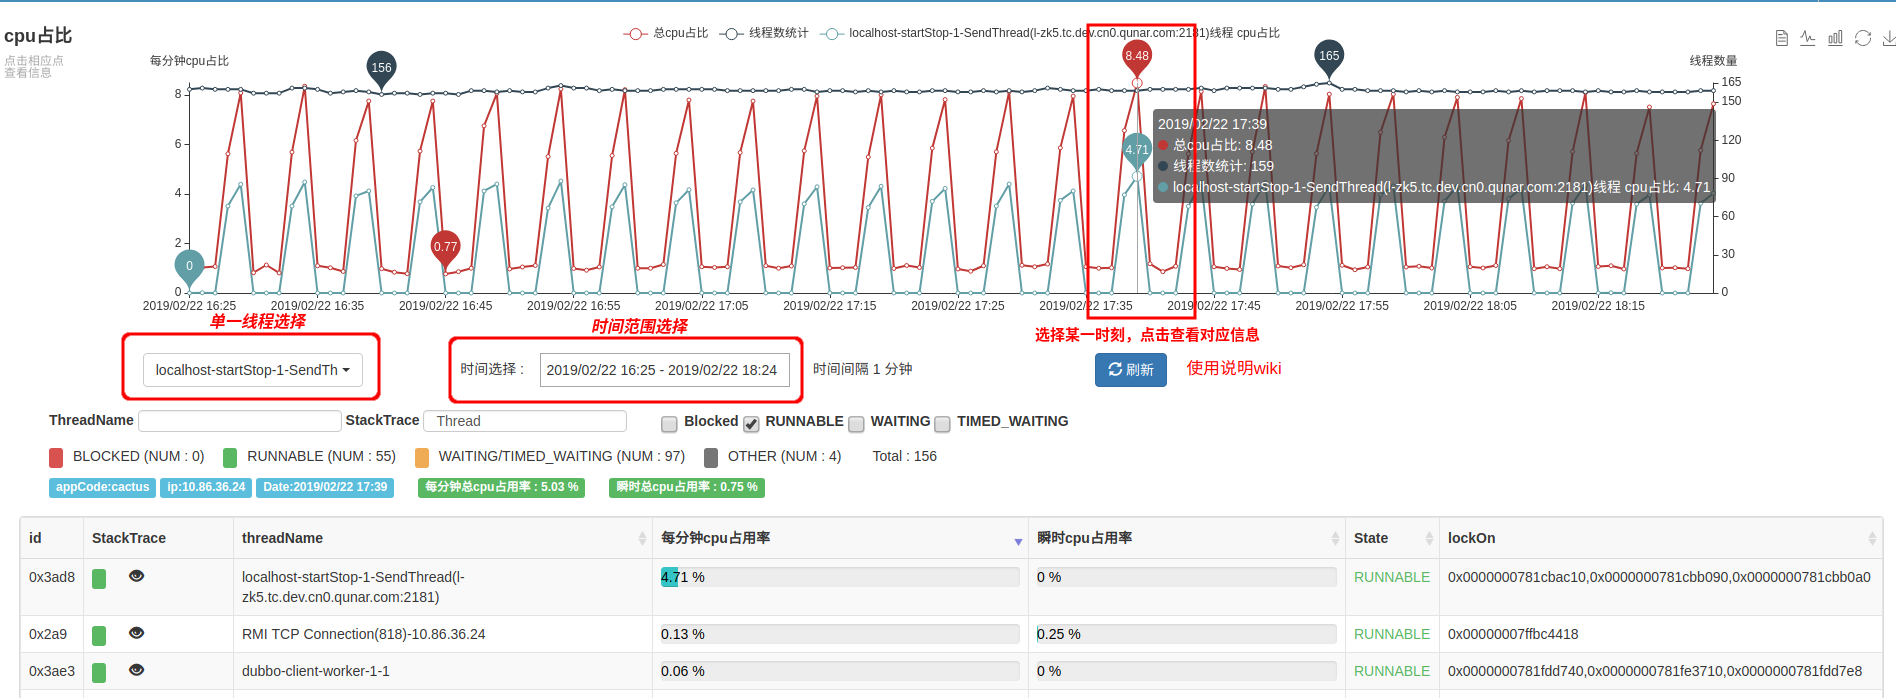 cpu占比
点击相应点
查看信息
总cpu占比 线程数统计 localhost-startStop-1-SendThread(l-zk5.tc.dev.cn0.qunar.com:2181)线程 cpu占比
每分钟cpu占比 线程数量
156 8.48 165
8 6 4 2 0
165 150 120 90 60 30 0
0 0.77 4.71
2019/02/22 17:39
总cpu占比: 8.48
线程数统计: 159
localhost-startStop-1-SendThread(l-zk5.tc.dev.cn0.qunar.com:2181)线程 cpu占比: 4.71
2019/02/22 16:25 2019/02/22 16:35 2019/02/22 16:45 2019/02/22 16:55 2019/02/22 17:05 2019/02/22 17:15 2019/02/22 17:25 2019/02/22 17:35 2019/02/22 17:45 2019/02/22 17:55 2019/02/22 18:05 2019/02/22 18:15
单一线程选择 时间范围选择 选择某一时刻，点击查看对应信息
localhost-startStop-1-SendTh 时间选择 : 2019/02/22 16:25 - 2019/02/22 18:24 时间间隔 1 分钟 刷新 使用说明wiki
ThreadName StackTrace Thread Blocked RUNNABLE WAITING TIMED_WAITING
BLOCKED (NUM : 0) RUNNABLE (NUM : 55) WAITING/TIMED_WAITING (NUM : 97) OTHER (NUM : 4) Total : 156
appCode:cactus ip:10.86.36.24 Date:2019/02/22 17:39 每分钟总cpu占用率 : 5.03 % 瞬时总cpu占用率 : 0.75 %
id StackTrace threadName 每分钟cpu占用率 瞬时cpu占用率 State lockOn
0x3ad8 localhost-startStop-1-SendThread(l- 4.71 % 0 % RUNNABLE 0x0000000781cbac10,0x0000000781cbb090,0x0000000781cbb0a0
zk5.tc.dev.cn0.qunar.com:2181)
0x2a9 RMI TCP Connection(818)-10.86.36.24 0.13 % 0.25 % RUNNABLE 0x00000007ffbc4418
0x3ae3 dubbo-client-worker-1-1 0.06 % 0 % RUNNABLE 0x0000000781fdd740,0x0000000781fe3710,0x0000000781fdd7e8